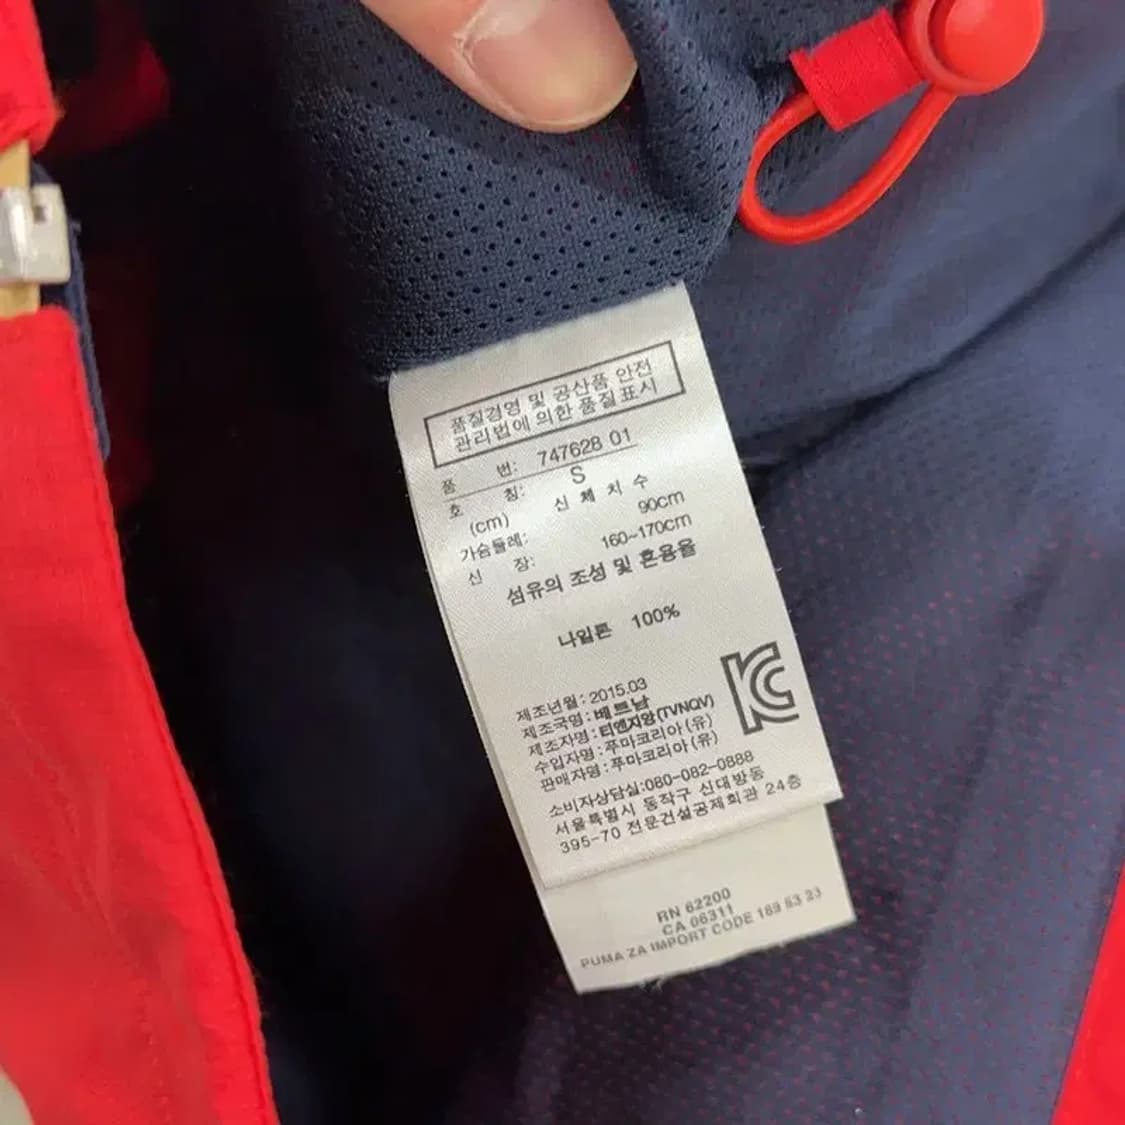 품질경영 및 공산품 안전
관리법에 의한 품질표시
품 번: 747628 01
호 칭: S
(cm) 신 체 치 수
가슴둘레: 90cm
신 장: 160~170cm
섬유의 조성 및 혼용율
나일론 100%
제조년월: 2015.03
제조국명: 베트남
제조자명: 티엔지앙(TVNQV)
수입자명: 푸마코리아(유)
판매자명: 푸마코리아(유)
KC
소비자상담실:080-082-0888
서울특별시 동작구 신대방동
395-70 전문건설공제회관 24층
RN 62200
CA 06311
PUMA ZA IMPORT CODE 169 53 23